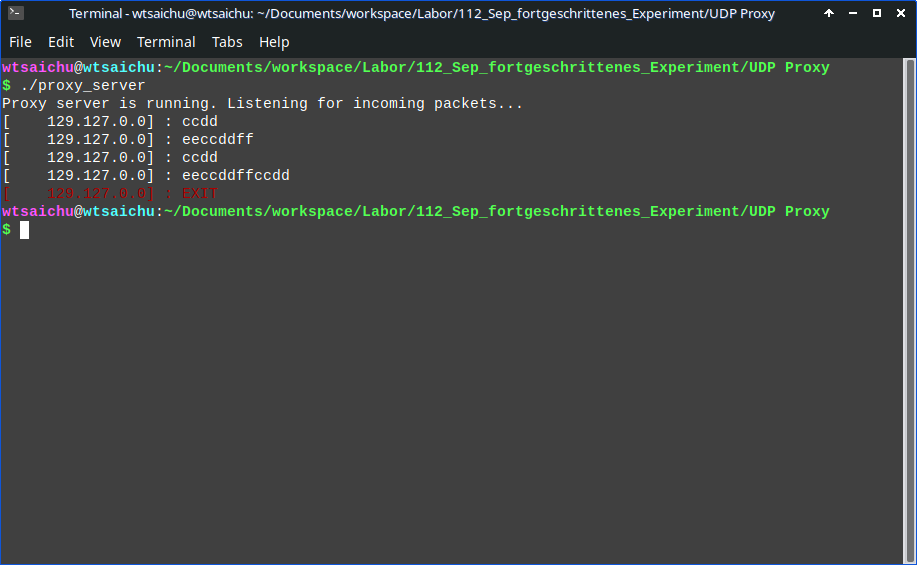 Terminal - wtsaichu@wtsaichu: ~/Documents/workspace/Labor/112_Sep_fortgeschrittenes_Experiment/UDP Proxy
File Edit View Terminal Tabs Help
wtsaichu@wtsaichu:~/Documents/workspace/Labor/112_Sep_fortgeschrittenes_Experiment/UDP Proxy
$ ./proxy_server
Proxy server is running. Listening for incoming packets...
[    129.127.0.0] : ccdd
[    129.127.0.0] : eeccddff
[    129.127.0.0] : ccdd
[    129.127.0.0] : eeccddffccdd
[    129.127.0.0] : EXIT
wtsaichu@wtsaichu:~/Documents/workspace/Labor/112_Sep_fortgeschrittenes_Experiment/UDP Proxy
$